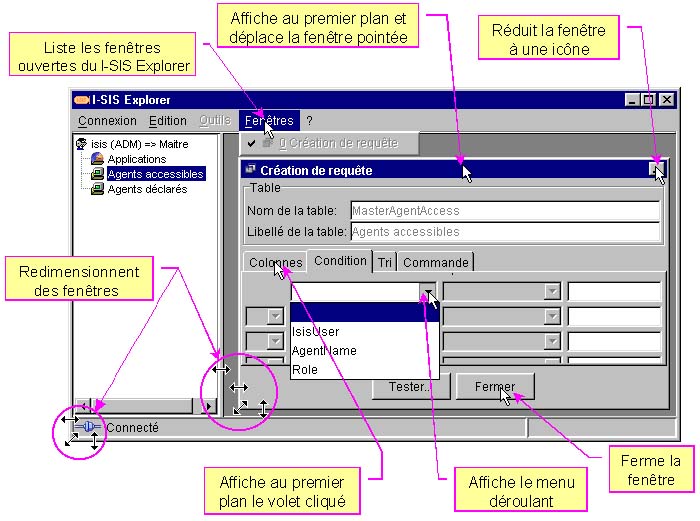 Affiche au premier plan et
déplace la fenêtre pointée
Réduit la fenêtre
à une icône
Liste les fenêtres
ouvertes du I-SIS Explorer
I-SIS Explorer
Connexion Edition Outils Fenêtres ?
0 Création de requête
isis (ADM) => Maitre
Applications
Agents accessibles
Agents déclarés
Création de requête
Table
Nom de la table: MasterAgentAccess
Libellé de la table: Agents accessibles
Colonnes Condition Tri Commande
IsisUser
AgentName
Role
Tester.. Fermer
Connecté
Redimensionnent
des fenêtres
Affiche au premier
plan le volet cliqué
Affiche le menu
déroulant
Ferme la
fenêtre